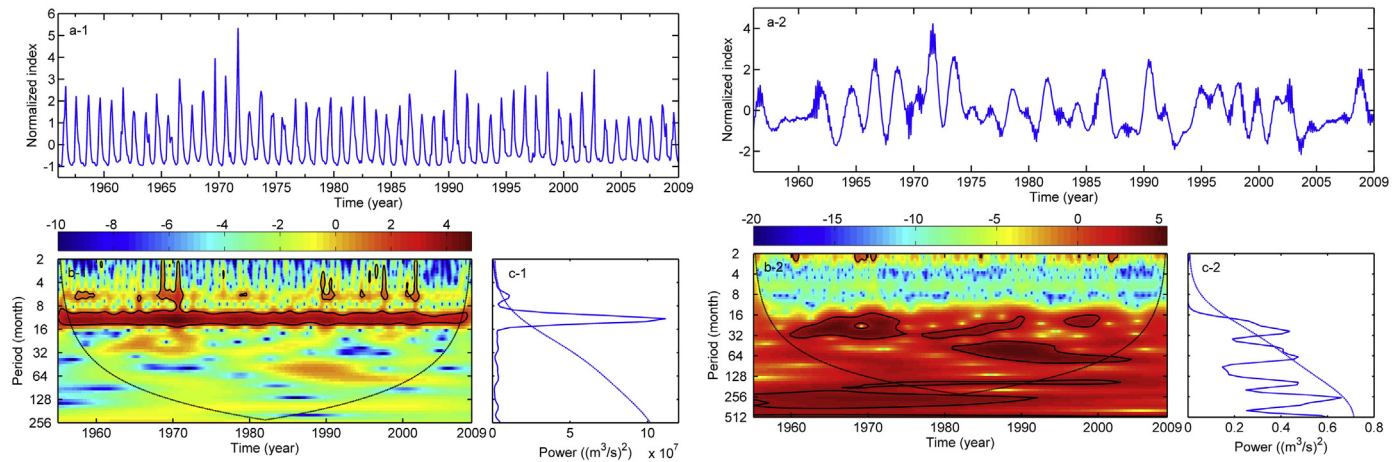 a-1
Normalized index
6
5
4
3
2
1
0
-1
1960 1965 1970 1975 1980 1985 1990 1995 2000 2005 2009
Time (year)
-10 -8 -6 -4 -2 0 2 4
b-
Period (month)
2
4
8
16
32
64
128
256
1960 1970 1980 1990 2000 2009
Time (year)
c-1
0 5 10
Power ((m³/s)²) x 10⁷
a-2
Normalized index
4
2
0
-2
1960 1965 1970 1975 1980 1985 1990 1995 2000 2005 2009
Time (year)
-20 -15 -10 -5 0 5
b-2
Period (month)
2
4
8
16
32
64
128
256
512
1960 1970 1980 1990 2000 2009
Time (year)
c-2
0 0.2 0.4 0.6 0.8
Power ((m³/s)²)